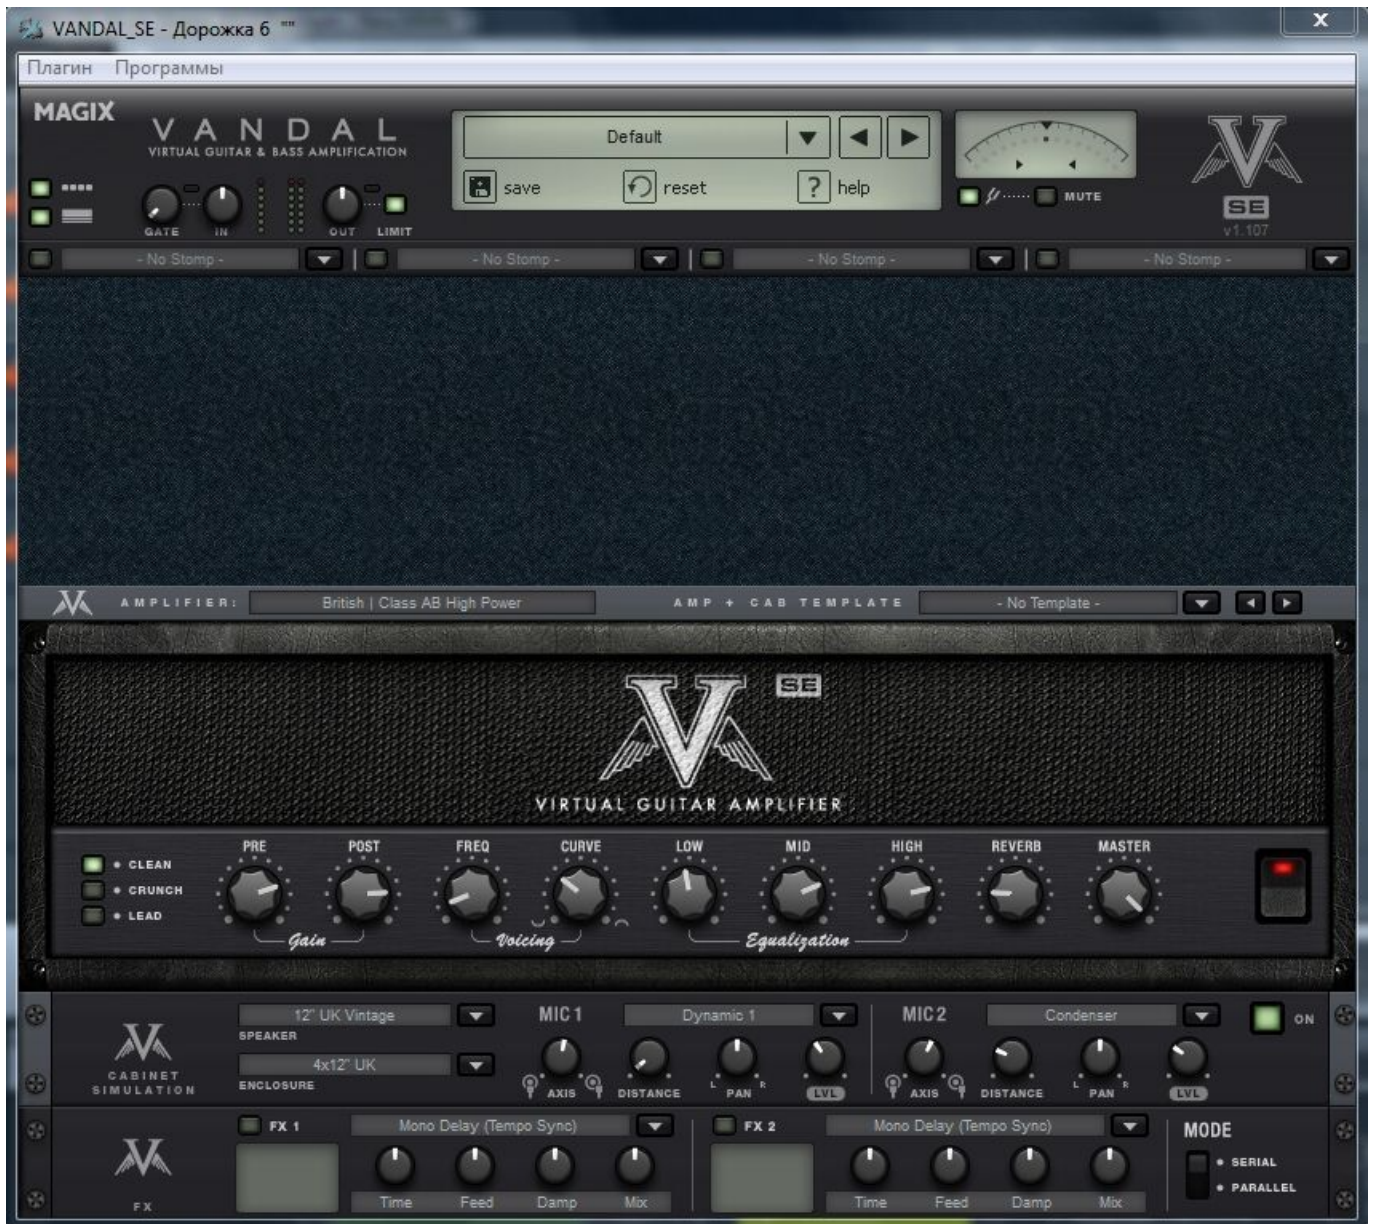 VANDAL_SE - Дорожка 6 ""
x
Плагин Программы
MAGIX
VANDAL
VIRTUAL GUITAR & BASS AMPLIFICATION
Default
save reset ? help
MUTE
V
SE
v1.107
GATE IN OUT LIMIT
- No Stomp - - No Stomp - - No Stomp - - No Stomp -
AMPLIFIER: British | Class AB High Power AMP + CAB TEMPLATE - No Template -
V SE
VIRTUAL GUITAR AMPLIFIER
PRE POST FREQ CURVE LOW MID HIGH REVERB MASTER
CLEAN
CRUNCH
LEAD
Gain Voicing Equalization
CABINET
SIMULATION
12" UK Vintage
SPEAKER
4x12" UK
ENCLOSURE
MIC 1 Dynamic 1
AXIS DISTANCE L PAN R LVL
MIC 2 Condenser
AXIS DISTANCE L PAN R LVL
ON
FX
FX 1 Mono Delay (Tempo Sync)
Time Feed Damp Mix
FX 2 Mono Delay (Tempo Sync)
Time Feed Damp Mix
MODE
SERIAL
PARALLEL